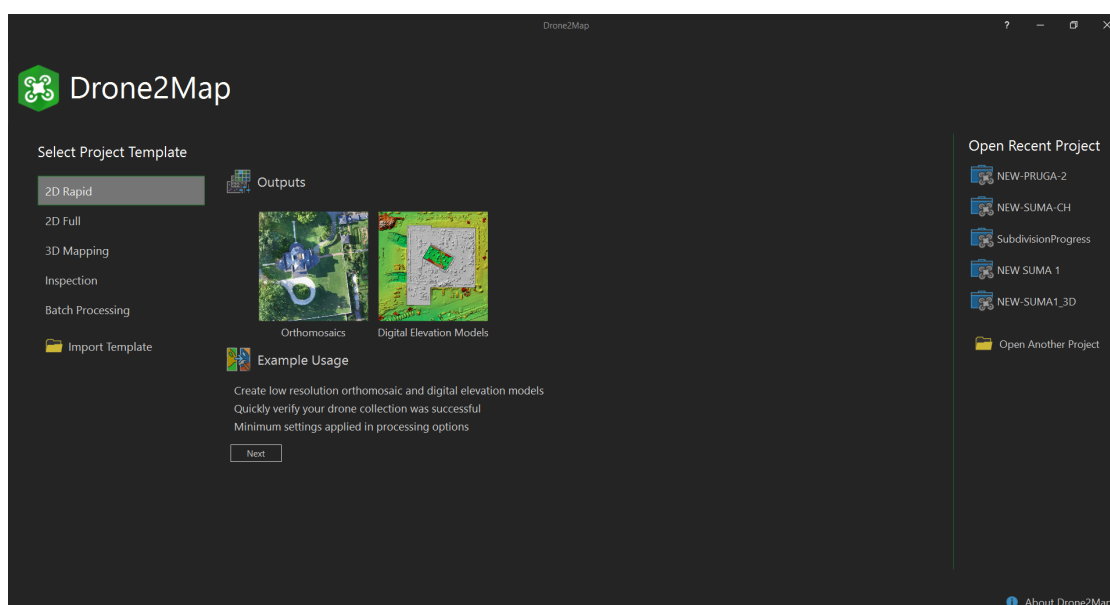 Drone2Map
?
Drone2Map
Select Project Template
2D Rapid
2D Full
3D Mapping
Inspection
Batch Processing
Import Template
Outputs
Orthomosaics
Digital Elevation Models
Example Usage
Create low resolution orthomosaic and digital elevation models
Quickly verify your drone collection was successful
Minimum settings applied in processing options
Next
Open Recent Project
NEW-PRUGA-2
NEW-SUMA-CH
SubdivisionProgress
NEW SUMA 1
NEW-SUMA1_3D
Open Another Project
About Drone2Map